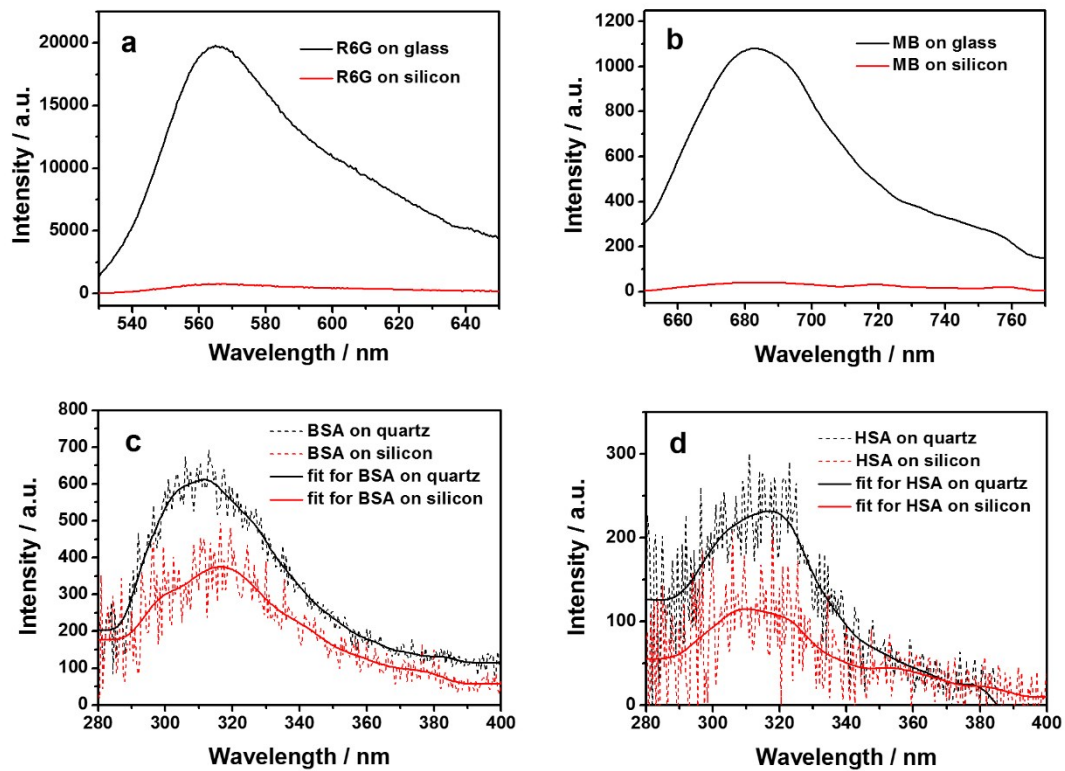 a
R6G on glass
R6G on silicon
20000
15000
10000
5000
0
540 560 580 600 620 640
Intensity / a.u.
Wavelength / nm
b
MB on glass
MB on silicon
1200
1000
800
600
400
200
0
660 680 700 720 740 760
Intensity / a.u.
Wavelength / nm
c
BSA on quartz
BSA on silicon
fit for BSA on quartz
fit for BSA on silicon
800
700
600
500
400
300
200
100
0
280 300 320 340 360 380 400
Intensity / a.u.
Wavelength / nm
d
HSA on quartz
HSA on silicon
fit for HSA on quartz
fit for HSA on silicon
300
200
100
0
280 300 320 340 360 380 400
Intensity / a.u.
Wavelength / nm